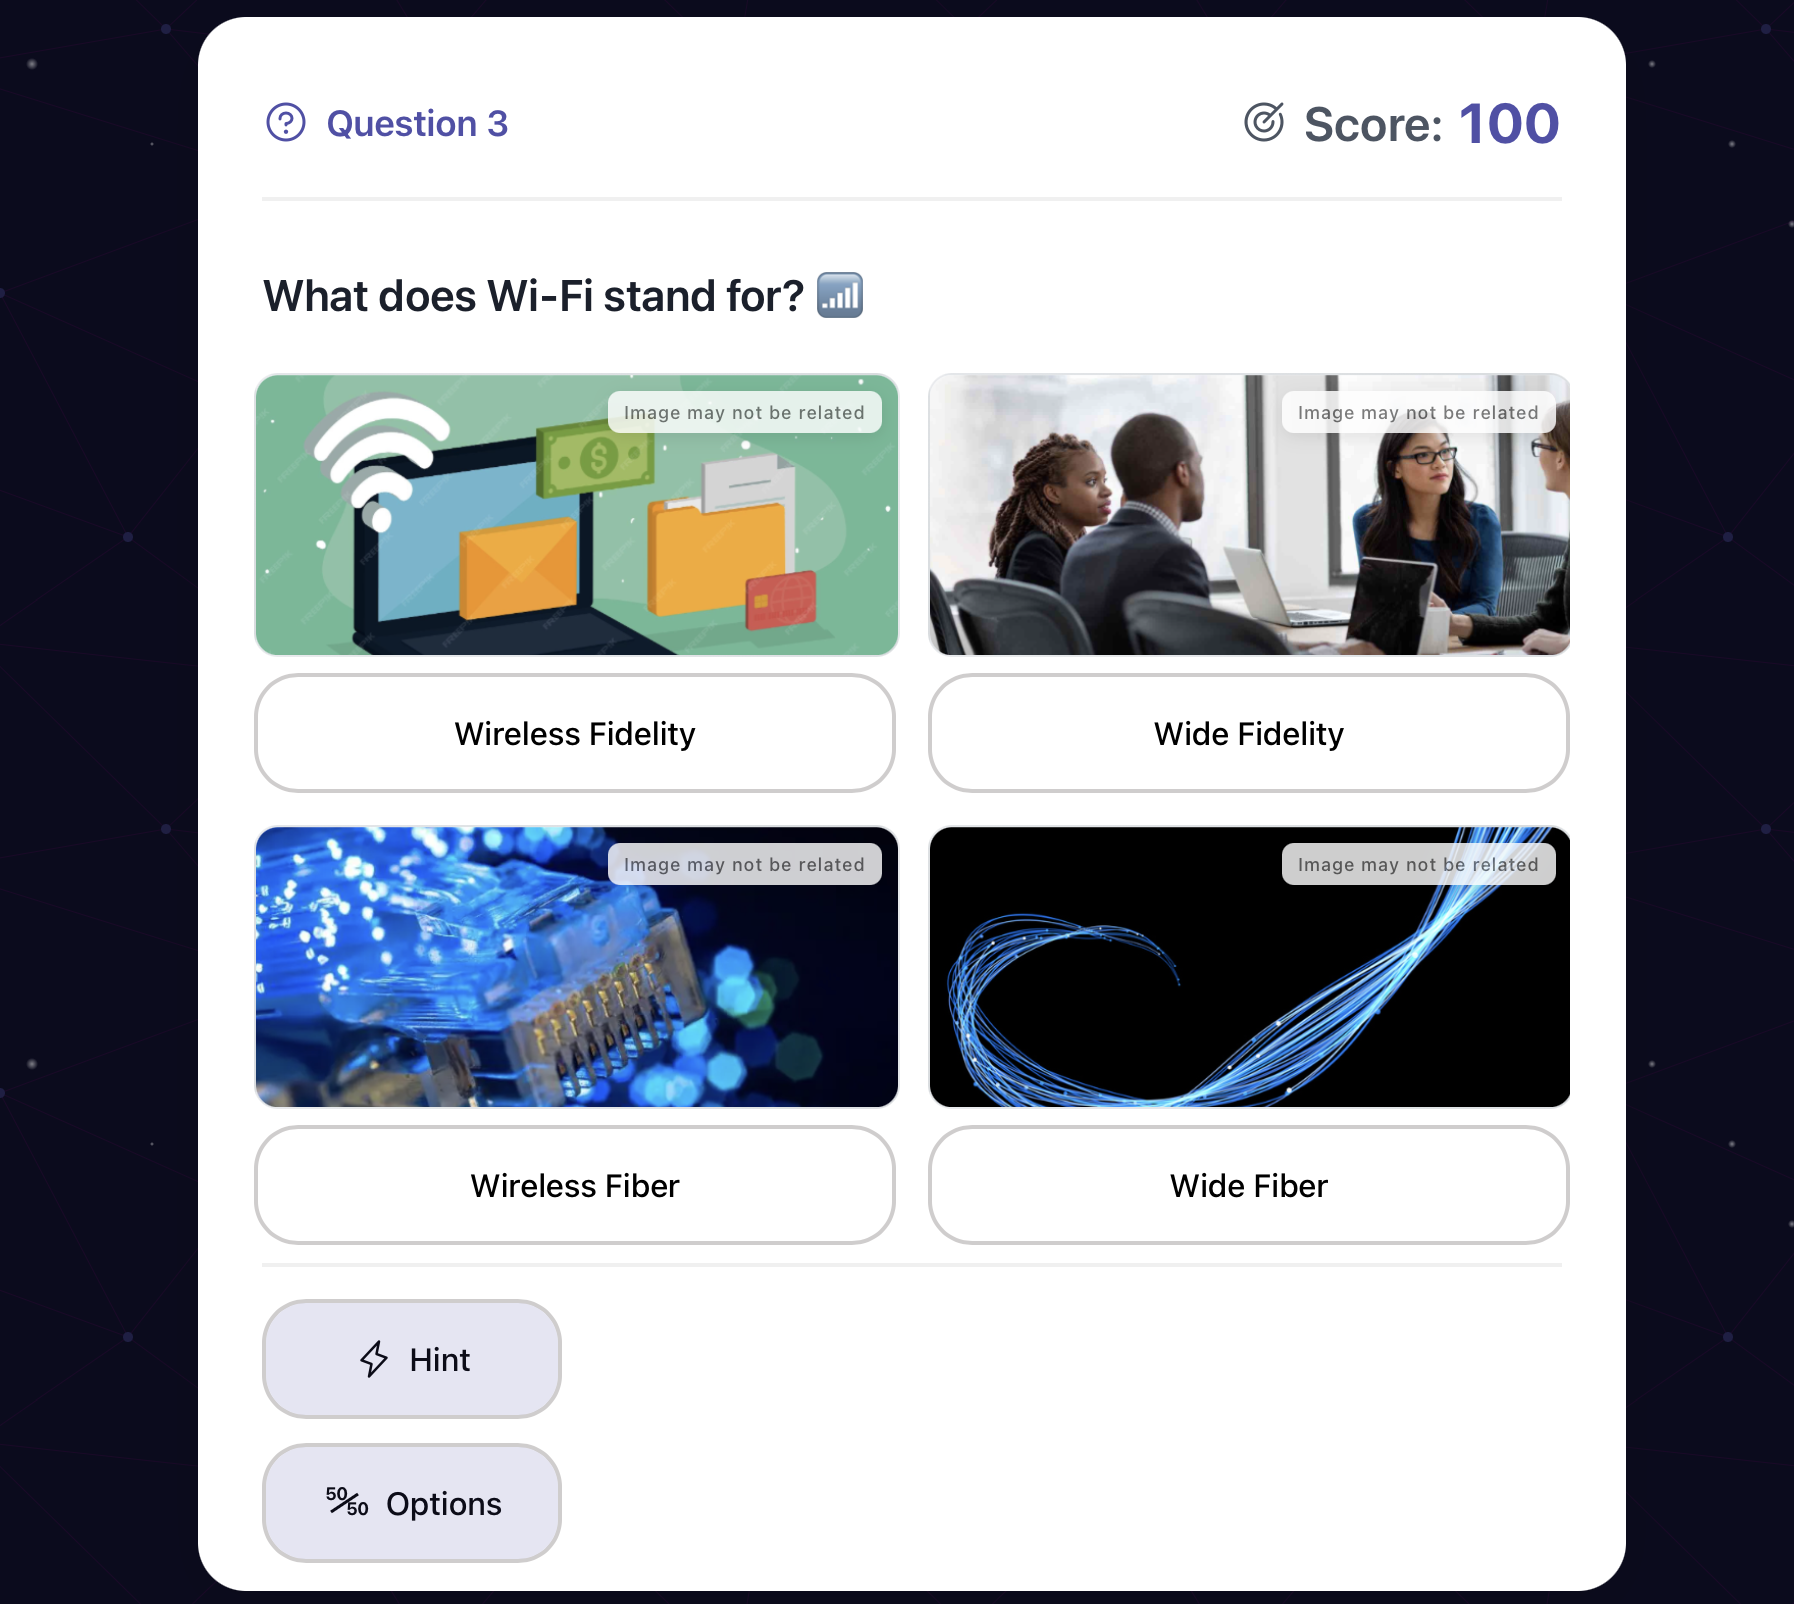 Question 3
Score: 100
What does Wi-Fi stand for?
Image may not be related
Image may not be related
Wireless Fidelity
Wide Fidelity
Image may not be related
Image may not be related
Wireless Fiber
Wide Fiber
Hint
50/50 Options